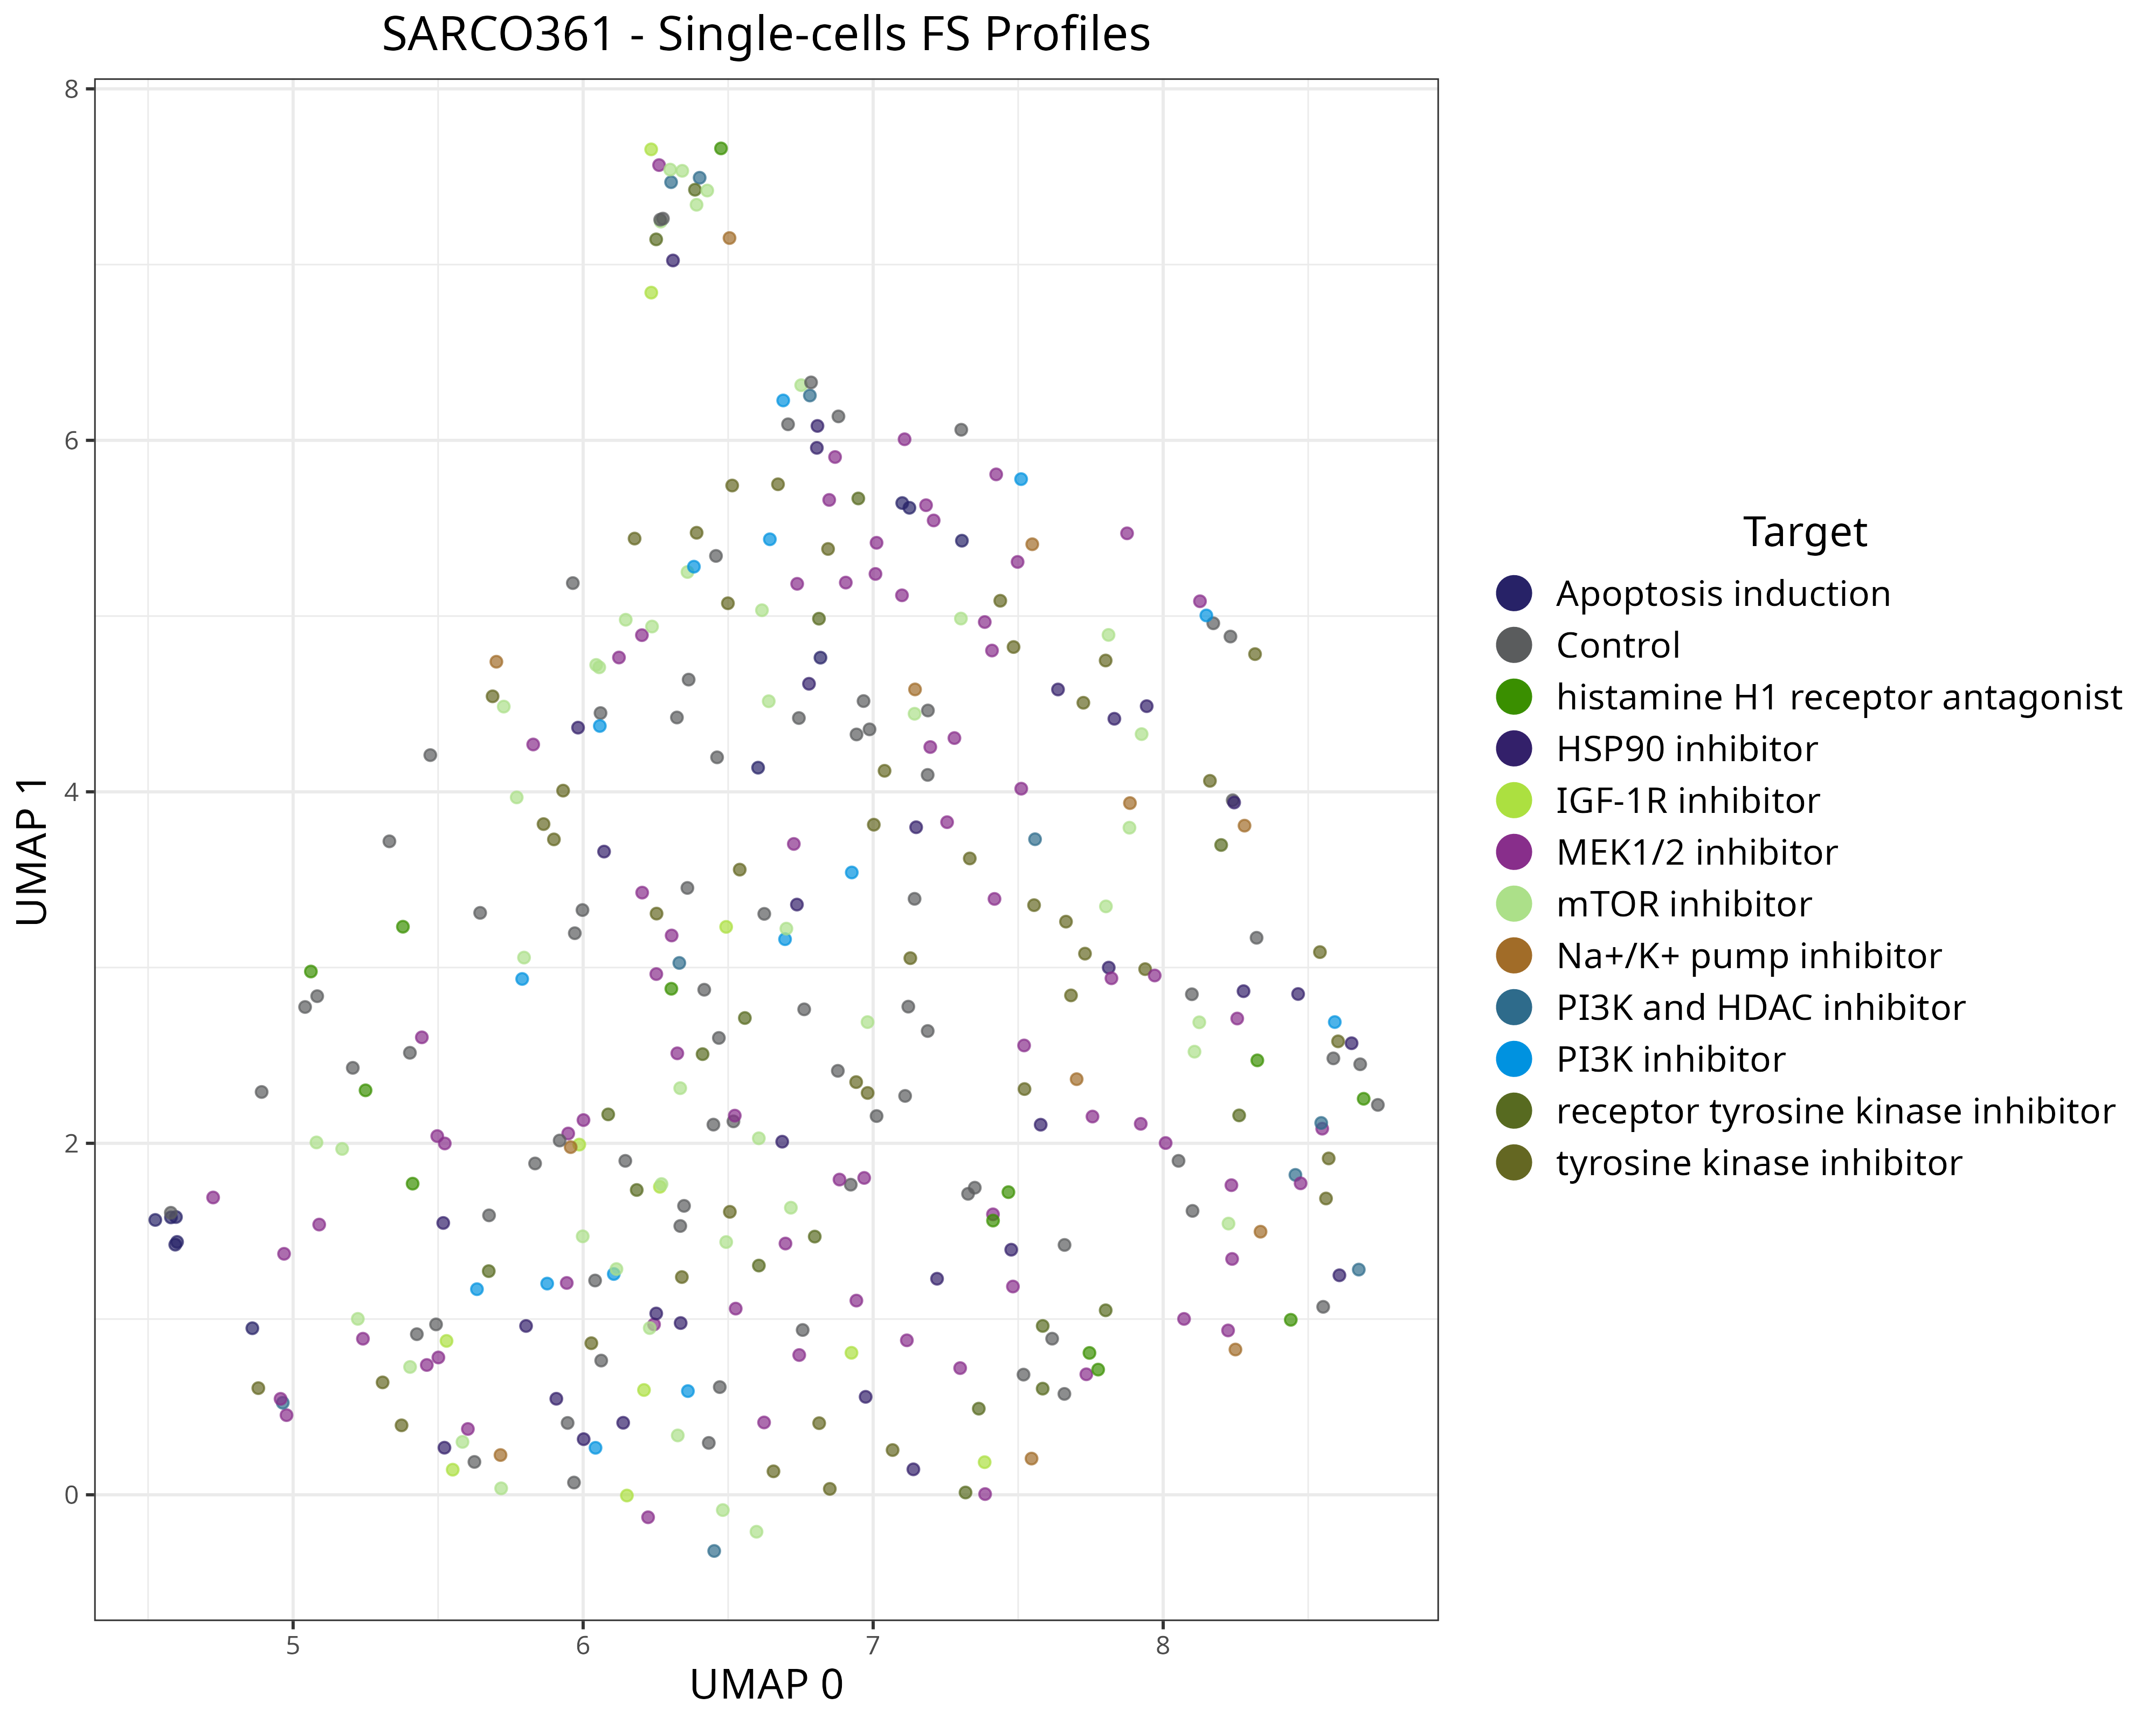 SARCO361 - Single-cells FS Profiles
8
6
4
2
0
UMAP 1
5 6 7 8
UMAP 0
Target
Apoptosis induction
Control
histamine H1 receptor antagonist
HSP90 inhibitor
IGF-1R inhibitor
MEK1/2 inhibitor
mTOR inhibitor
Na+/K+ pump inhibitor
PI3K and HDAC inhibitor
PI3K inhibitor
receptor tyrosine kinase inhibitor
tyrosine kinase inhibitor